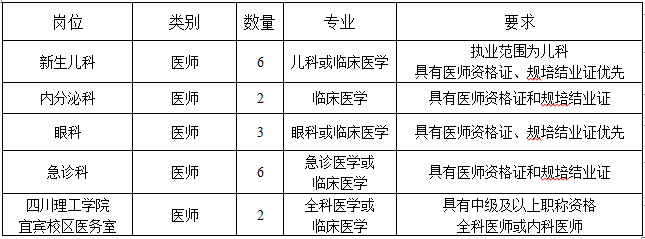 岗位 类别 数量 专业 要求
新生儿科 医师 6 儿科或临床医学 执业范围为儿科
具有医师资格证、规培结业证优先
内分泌科 医师 2 临床医学 具有医师资格证和规培结业证
眼科 医师 3 眼科或临床医学 具有医师资格证、规培结业证优先
急诊科 医师 6 急诊医学或
临床医学 具有医师资格证和规培结业证
四川理工学院
宜宾校区医务室 医师 2 全科医学或
临床医学 具有中级及以上职称资格
全科医师或内科医师